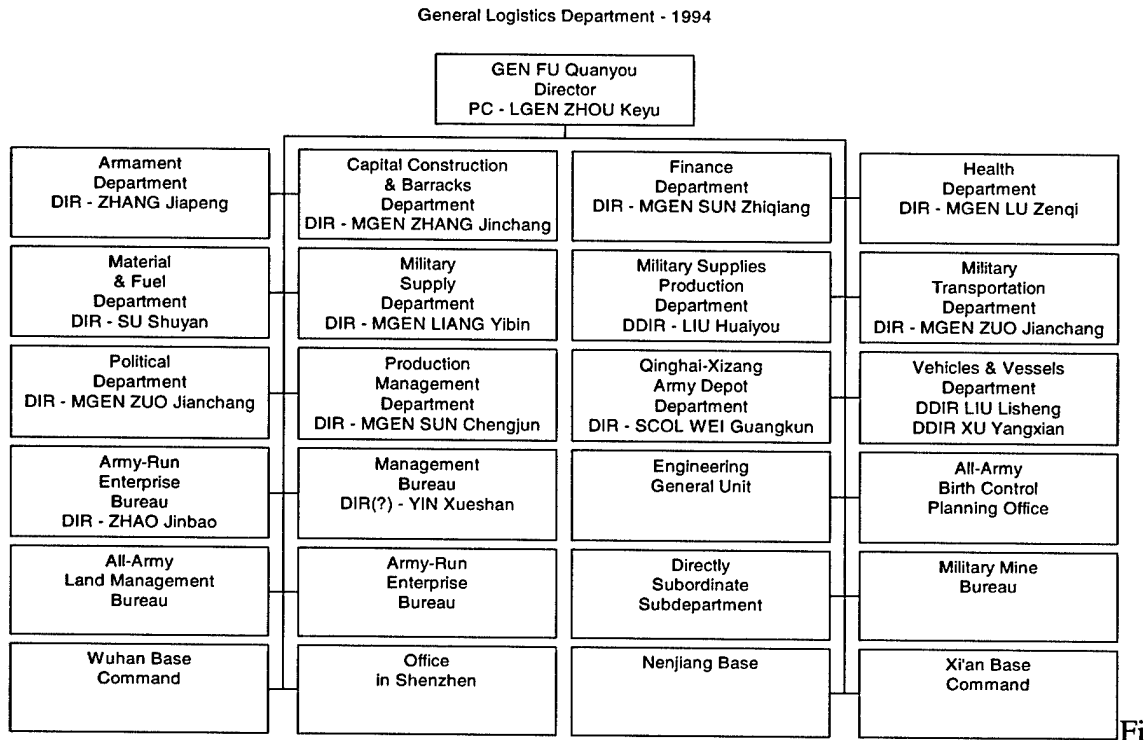 General Logistics Department - 1994
GEN FU Quanyou
Director
PC - LGEN ZHOU Keyu
Armament
Department
DIR - ZHANG Jiapeng
Capital Construction
& Barracks
Department
DIR - MGEN ZHANG Jinchang
Finance
Department
DIR - MGEN SUN Zhiqiang
Health
Department
DIR - MGEN LU Zenqi
Material
& Fuel
Department
DIR - SU Shuyan
Military
Supply
Department
DIR - MGEN LIANG Yibin
Military Supplies
Production
Department
DDIR - LIU Huaiyou
Military
Transportation
Department
DIR - MGEN ZUO Jianchang
Political
Department
DIR - MGEN ZUO Jianchang
Production
Management
Department
DIR - MGEN SUN Chengjun
Qinghai-Xizang
Army Depot
Department
DIR - SCOL WEI Guangkun
Vehicles & Vessels
Department
DDIR LIU Lisheng
DDIR XU Yangxian
Army-Run
Enterprise
Bureau
DIR - ZHAO Jinbao
Management
Bureau
DIR(?) - YIN Xueshan
Engineering
General Unit
All-Army
Birth Control
Planning Office
All-Army
Land Management
Bureau
Army-Run
Enterprise
Bureau
Directly
Subordinate
Subdepartment
Military Mine
Bureau
Wuhan Base
Command
Office
in Shenzhen
Nenjiang Base
Xi'an Base
Command
Fi